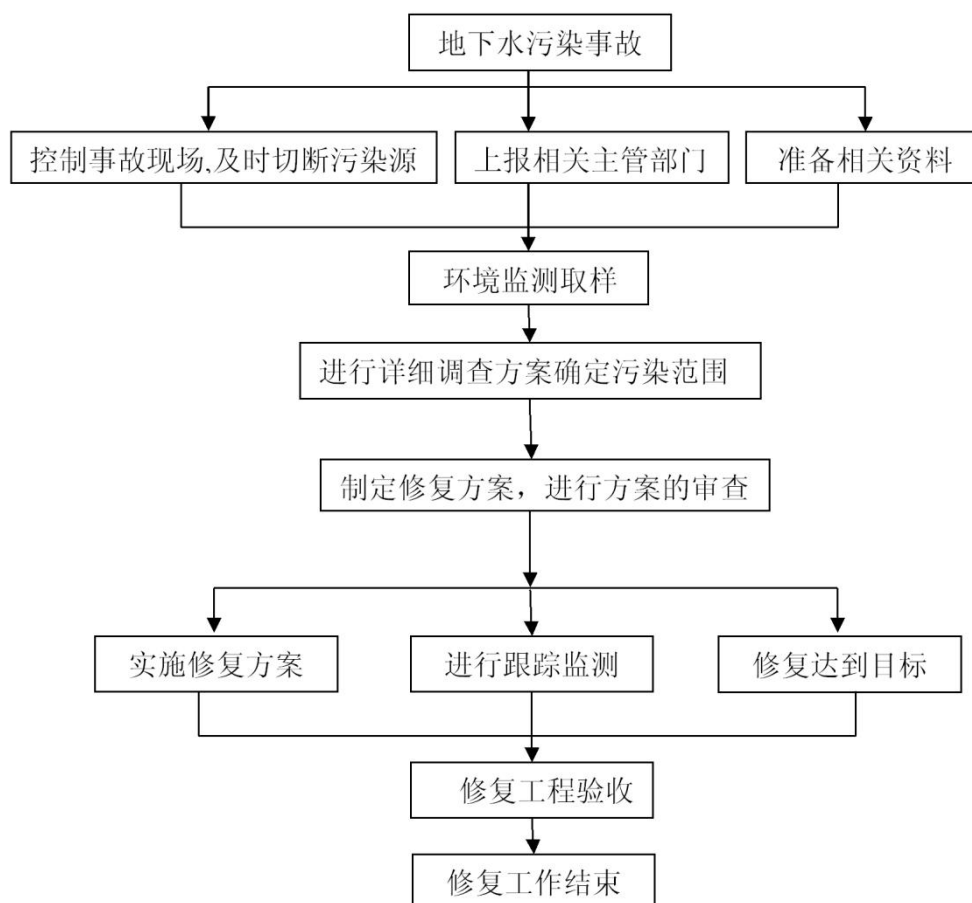 地下水污染事故
控制事故现场,及时切断污染源
上报相关主管部门
准备相关资料
环境监测取样
进行详细调查方案确定污染范围
制定修复方案，进行方案的审查
实施修复方案
进行跟踪监测
修复达到目标
修复工程验收
修复工作结束